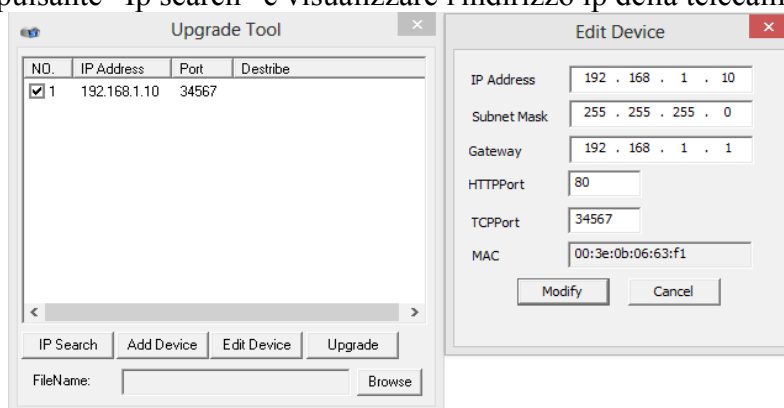 pulsante "Ip search" e visualizzare l'indirizzo ip della
Upgrade Tool
NO. IP Address Port Destribe
1 192.168.1.10 34567
IP Search Add Device Edit Device Upgrade
FileName: Browse
Edit Device
IP Address 192 . 168 . 1 . 10
Subnet Mask 255 . 255 . 255 . 0
Gateway 192 . 168 . 1 . 1
HTTPPort 80
TCPPort 34567
MAC 00:3e:0b:06:63:f1
Modify Cancel